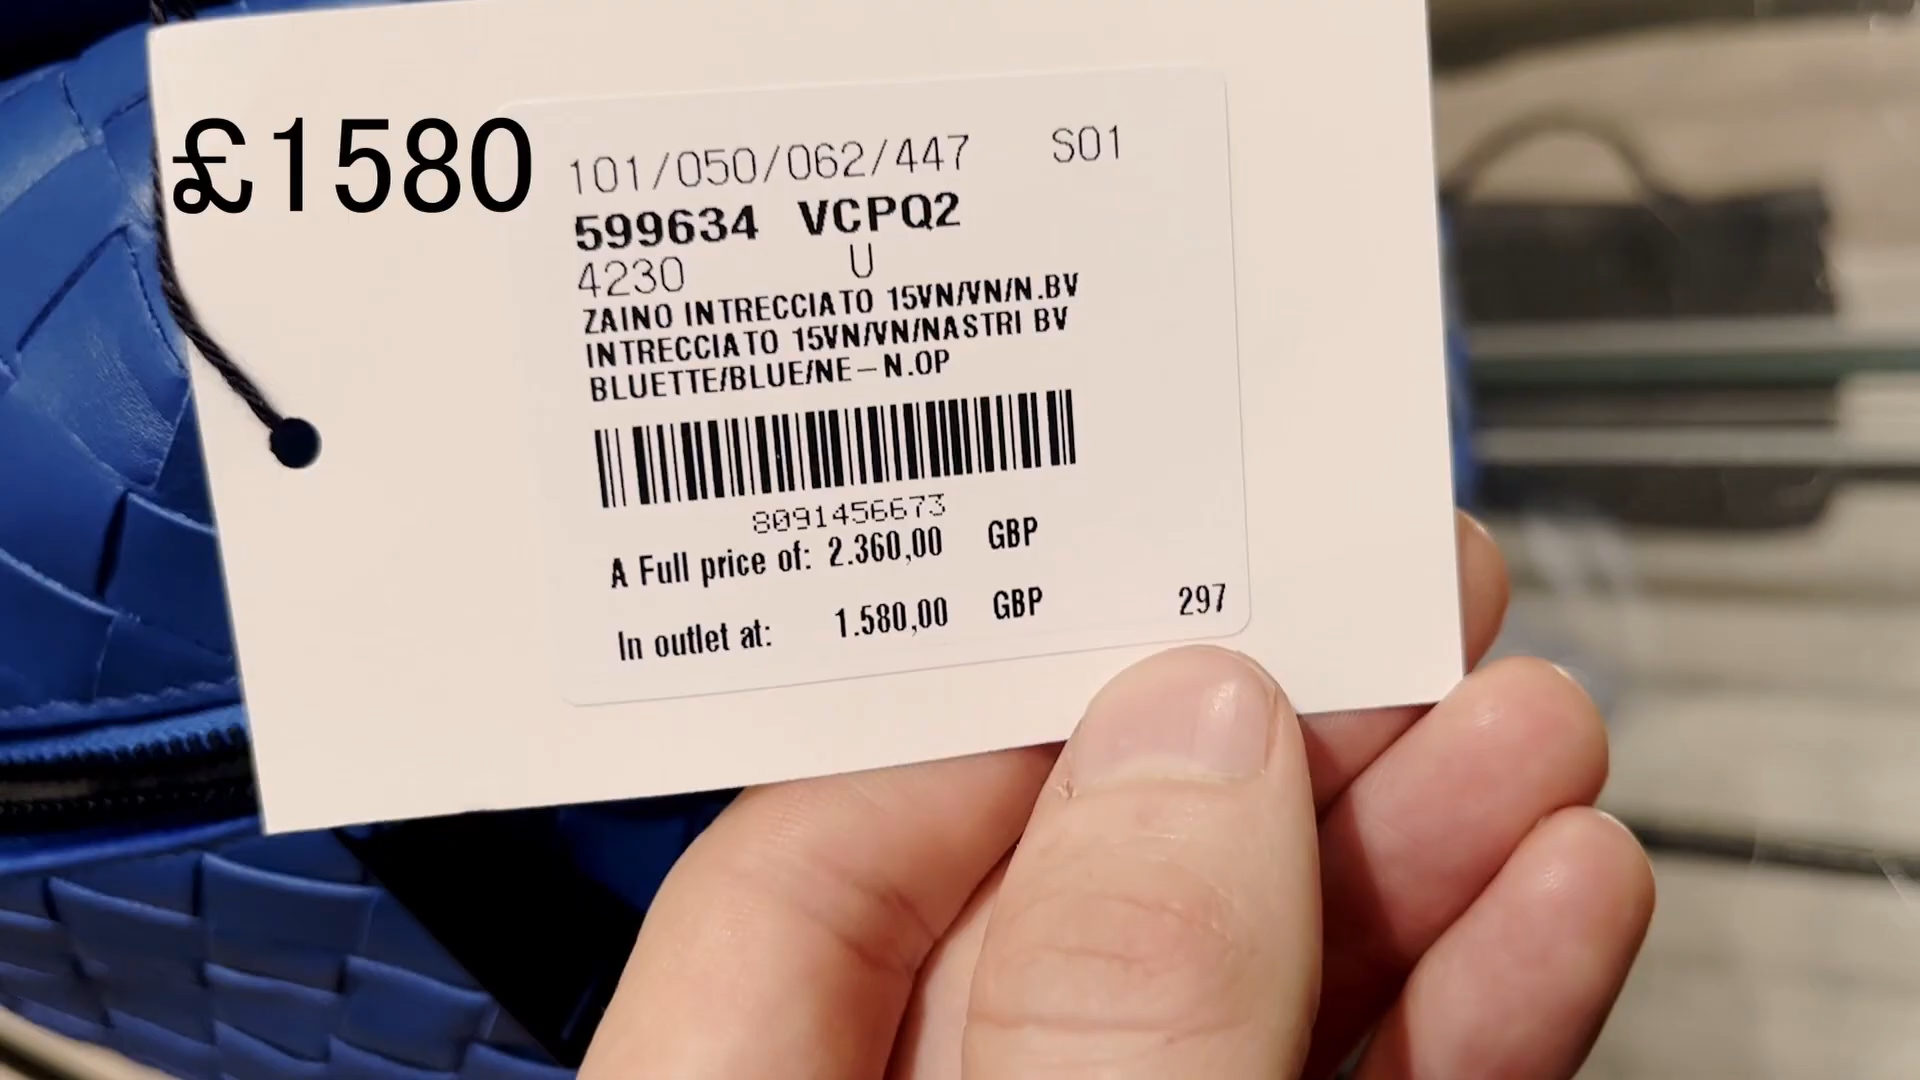 £1580
101/050/062/447 S01
599634 VCPQ2
4230 U
ZAINO INTRECCIATO 15VN/VN/N.BV
INTRECCIATO 15VN/VN/NASTRI BV
BLUETTE/BLUE/NE-N.OP
8091456673
A Full price of: 2.360,00 GBP
In outlet at: 1.580,00 GBP 297